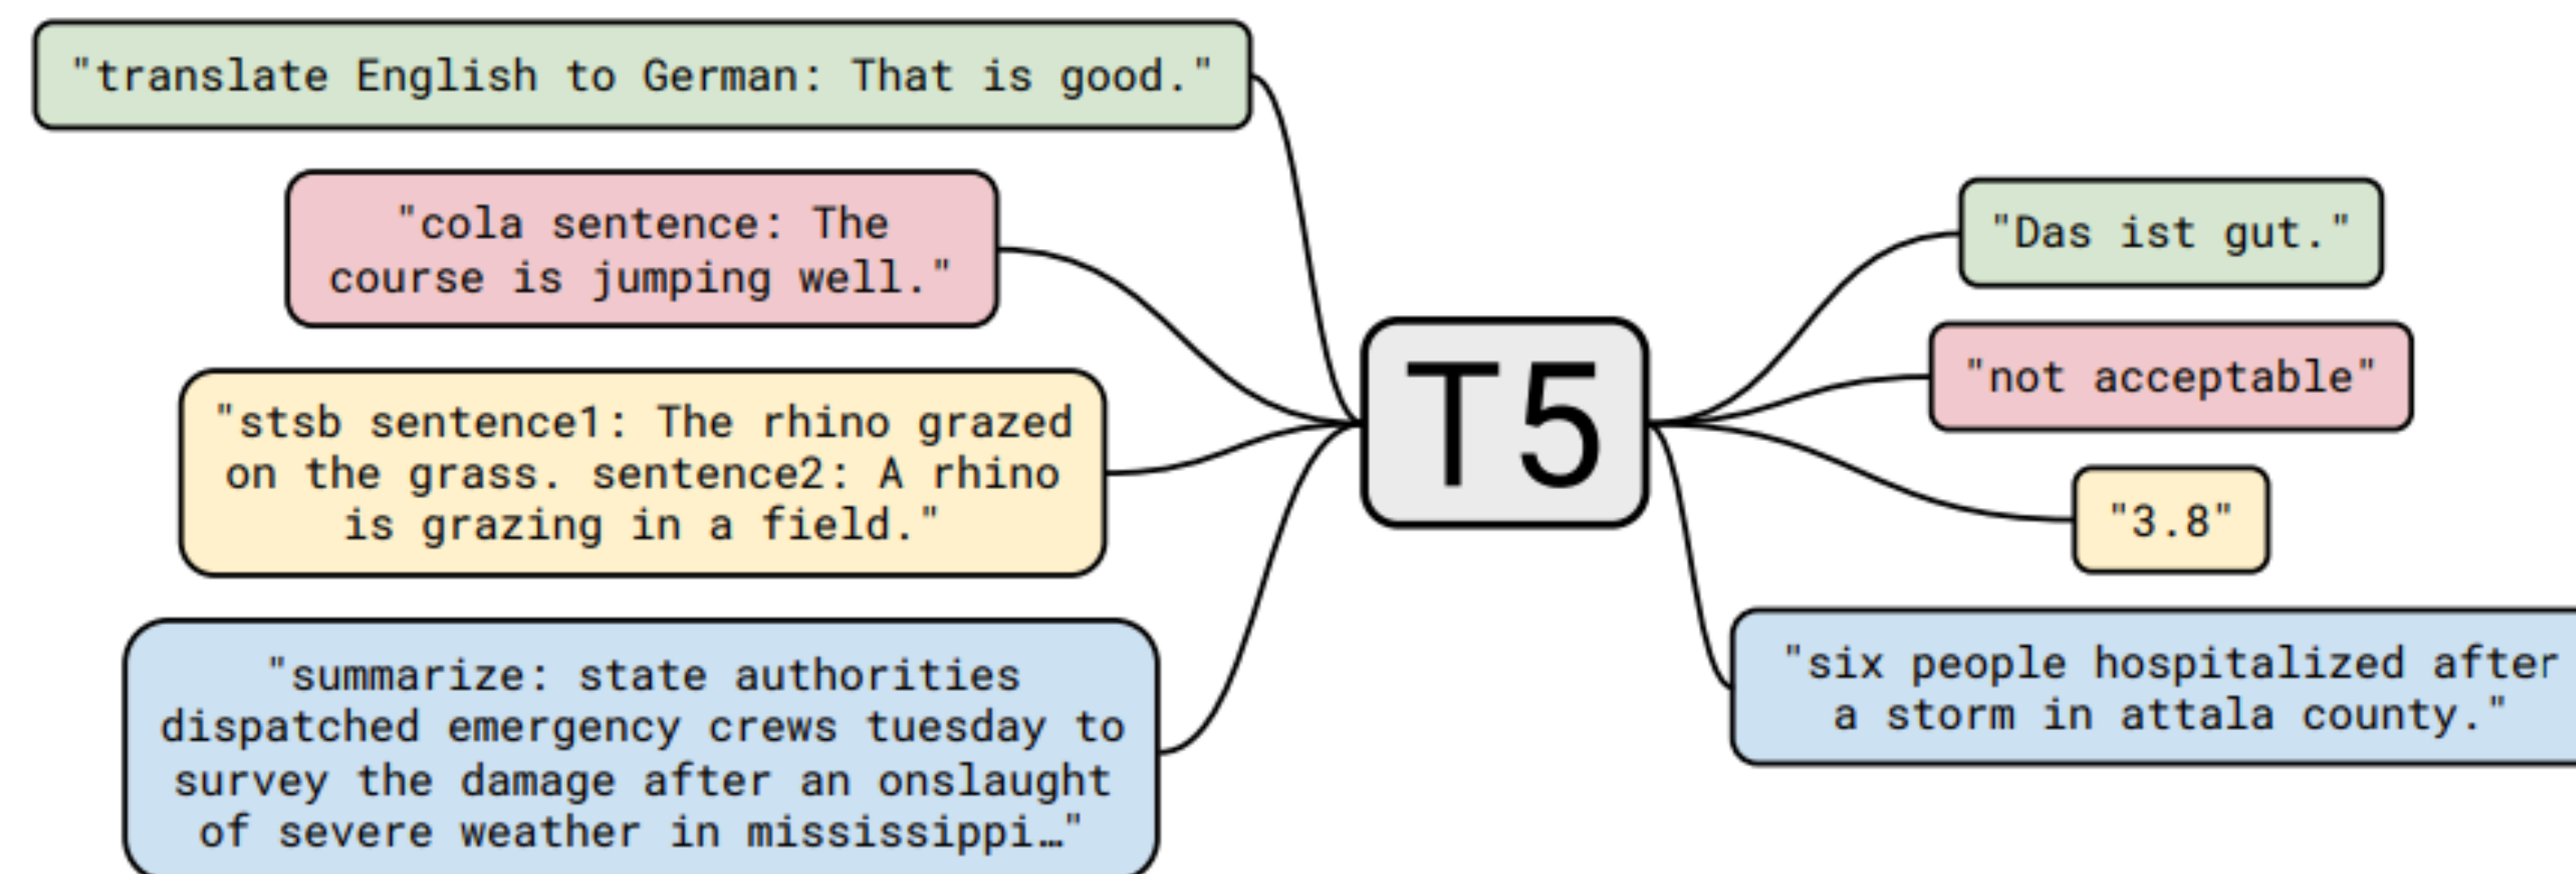 "translate English to German: That is good."
"cola sentence: The
course is jumping well."
"stsb sentence1: The rhino grazed
on the grass. sentence2: A rhino
is grazing in a field."
"summarize: state authorities
dispatched emergency crews tuesday to
survey the damage after an onslaught
of severe weather in mississippi…"
T5
"Das ist gut."
"not acceptable"
"3.8"
"six people hospitalized after
a storm in attala county."